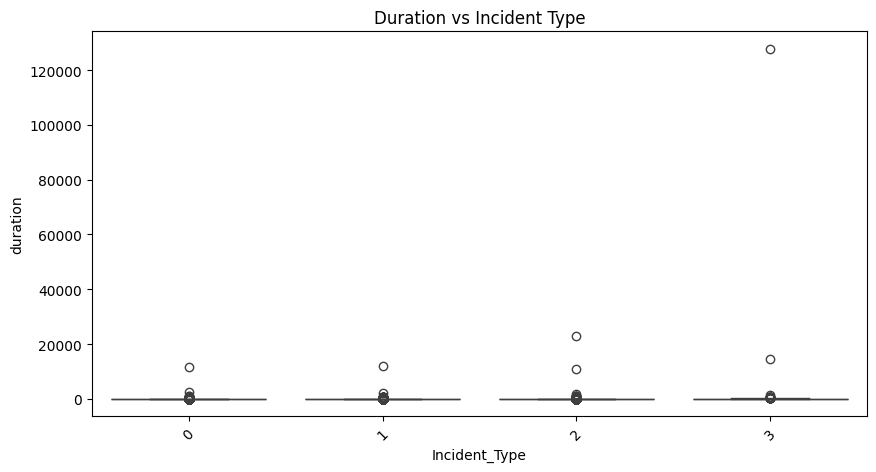 Duration vs Incident Type
120000
100000
80000
60000
40000
20000
0
duration
0 1 2 3
Incident_Type